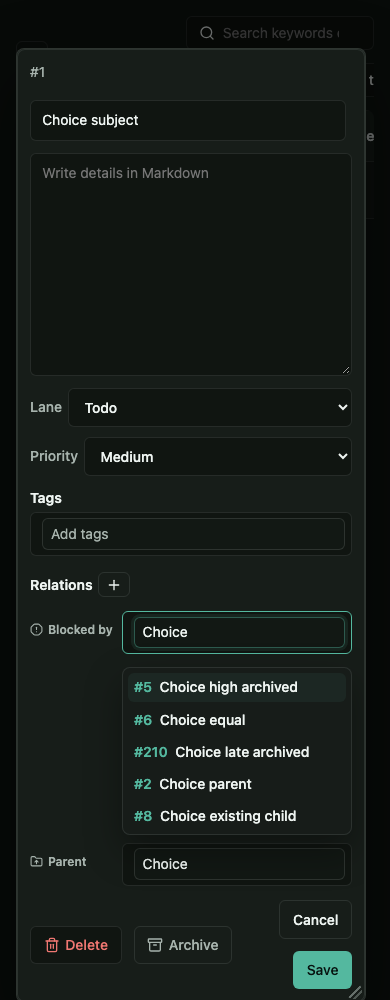 Search keywords
t
#1
e
Choice subject
Write details in Markdown
Lane Todo
Priority Medium
Tags
Add tags
Relations +
Blocked by Choice
#5 Choice high archived
#6 Choice equal
#210 Choice late archived
#2 Choice parent
#8 Choice existing child
Parent Choice
Cancel
Delete Archive
Save